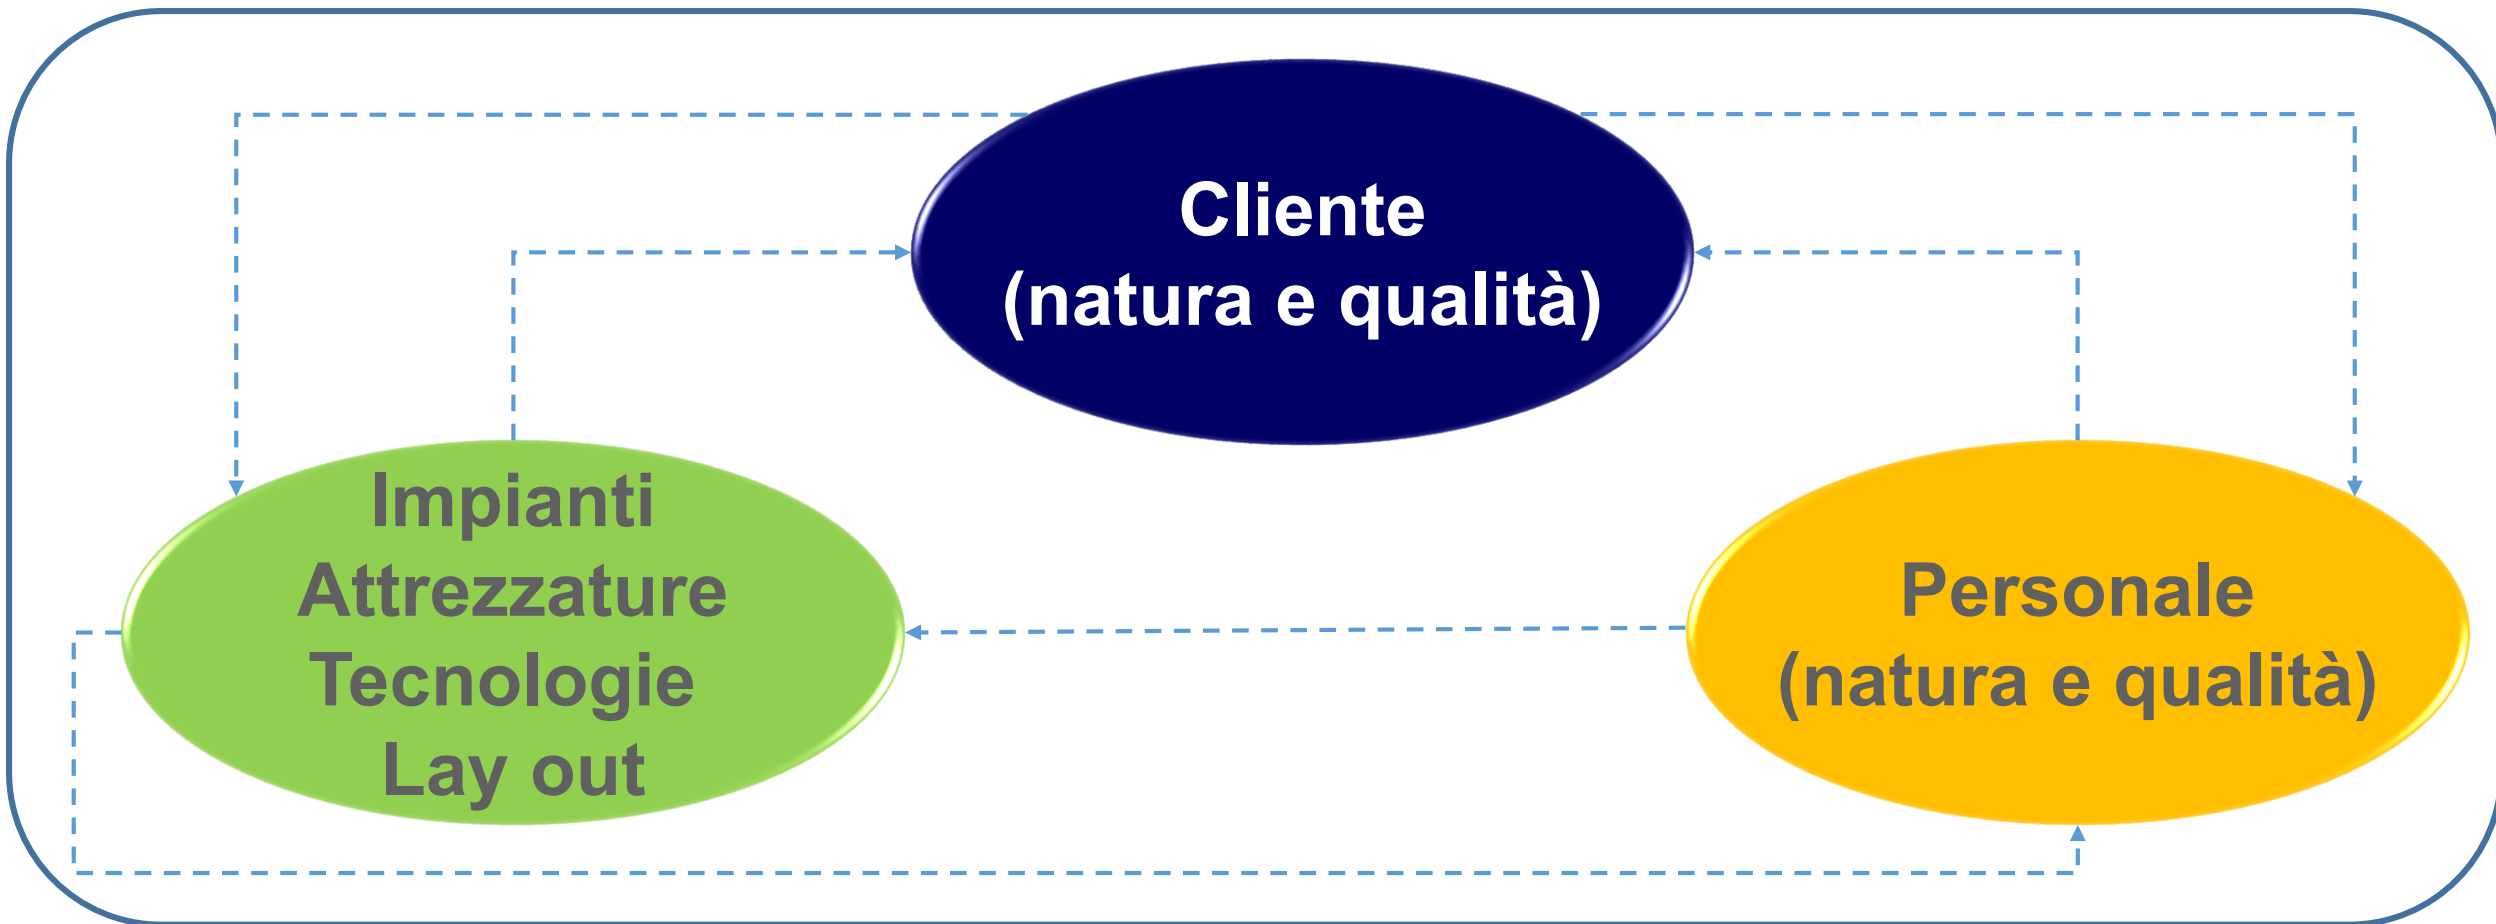 Cliente
(natura e qualità)
Impianti
Attrezzature
Tecnologie
Lay out
Personale
(natura e qualità)